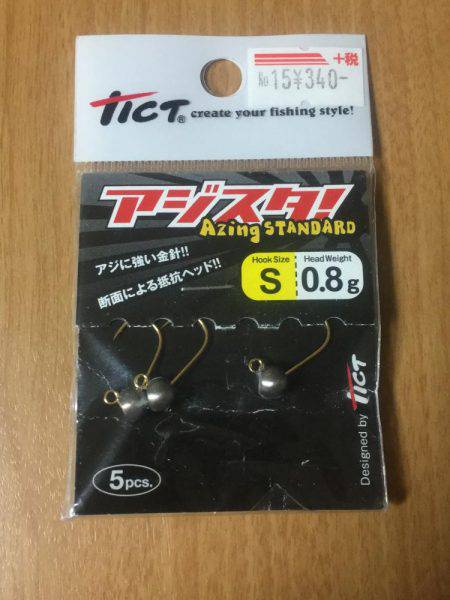 +税
No 15¥340-
TICT® create your fishing style!
アジスタ!
Azing STANDARD
アジに強い金針!!
断面による抵抗ヘッド!!
Hook Size
S
Head Weight
0.8g
5pcs.
Designed by TICT